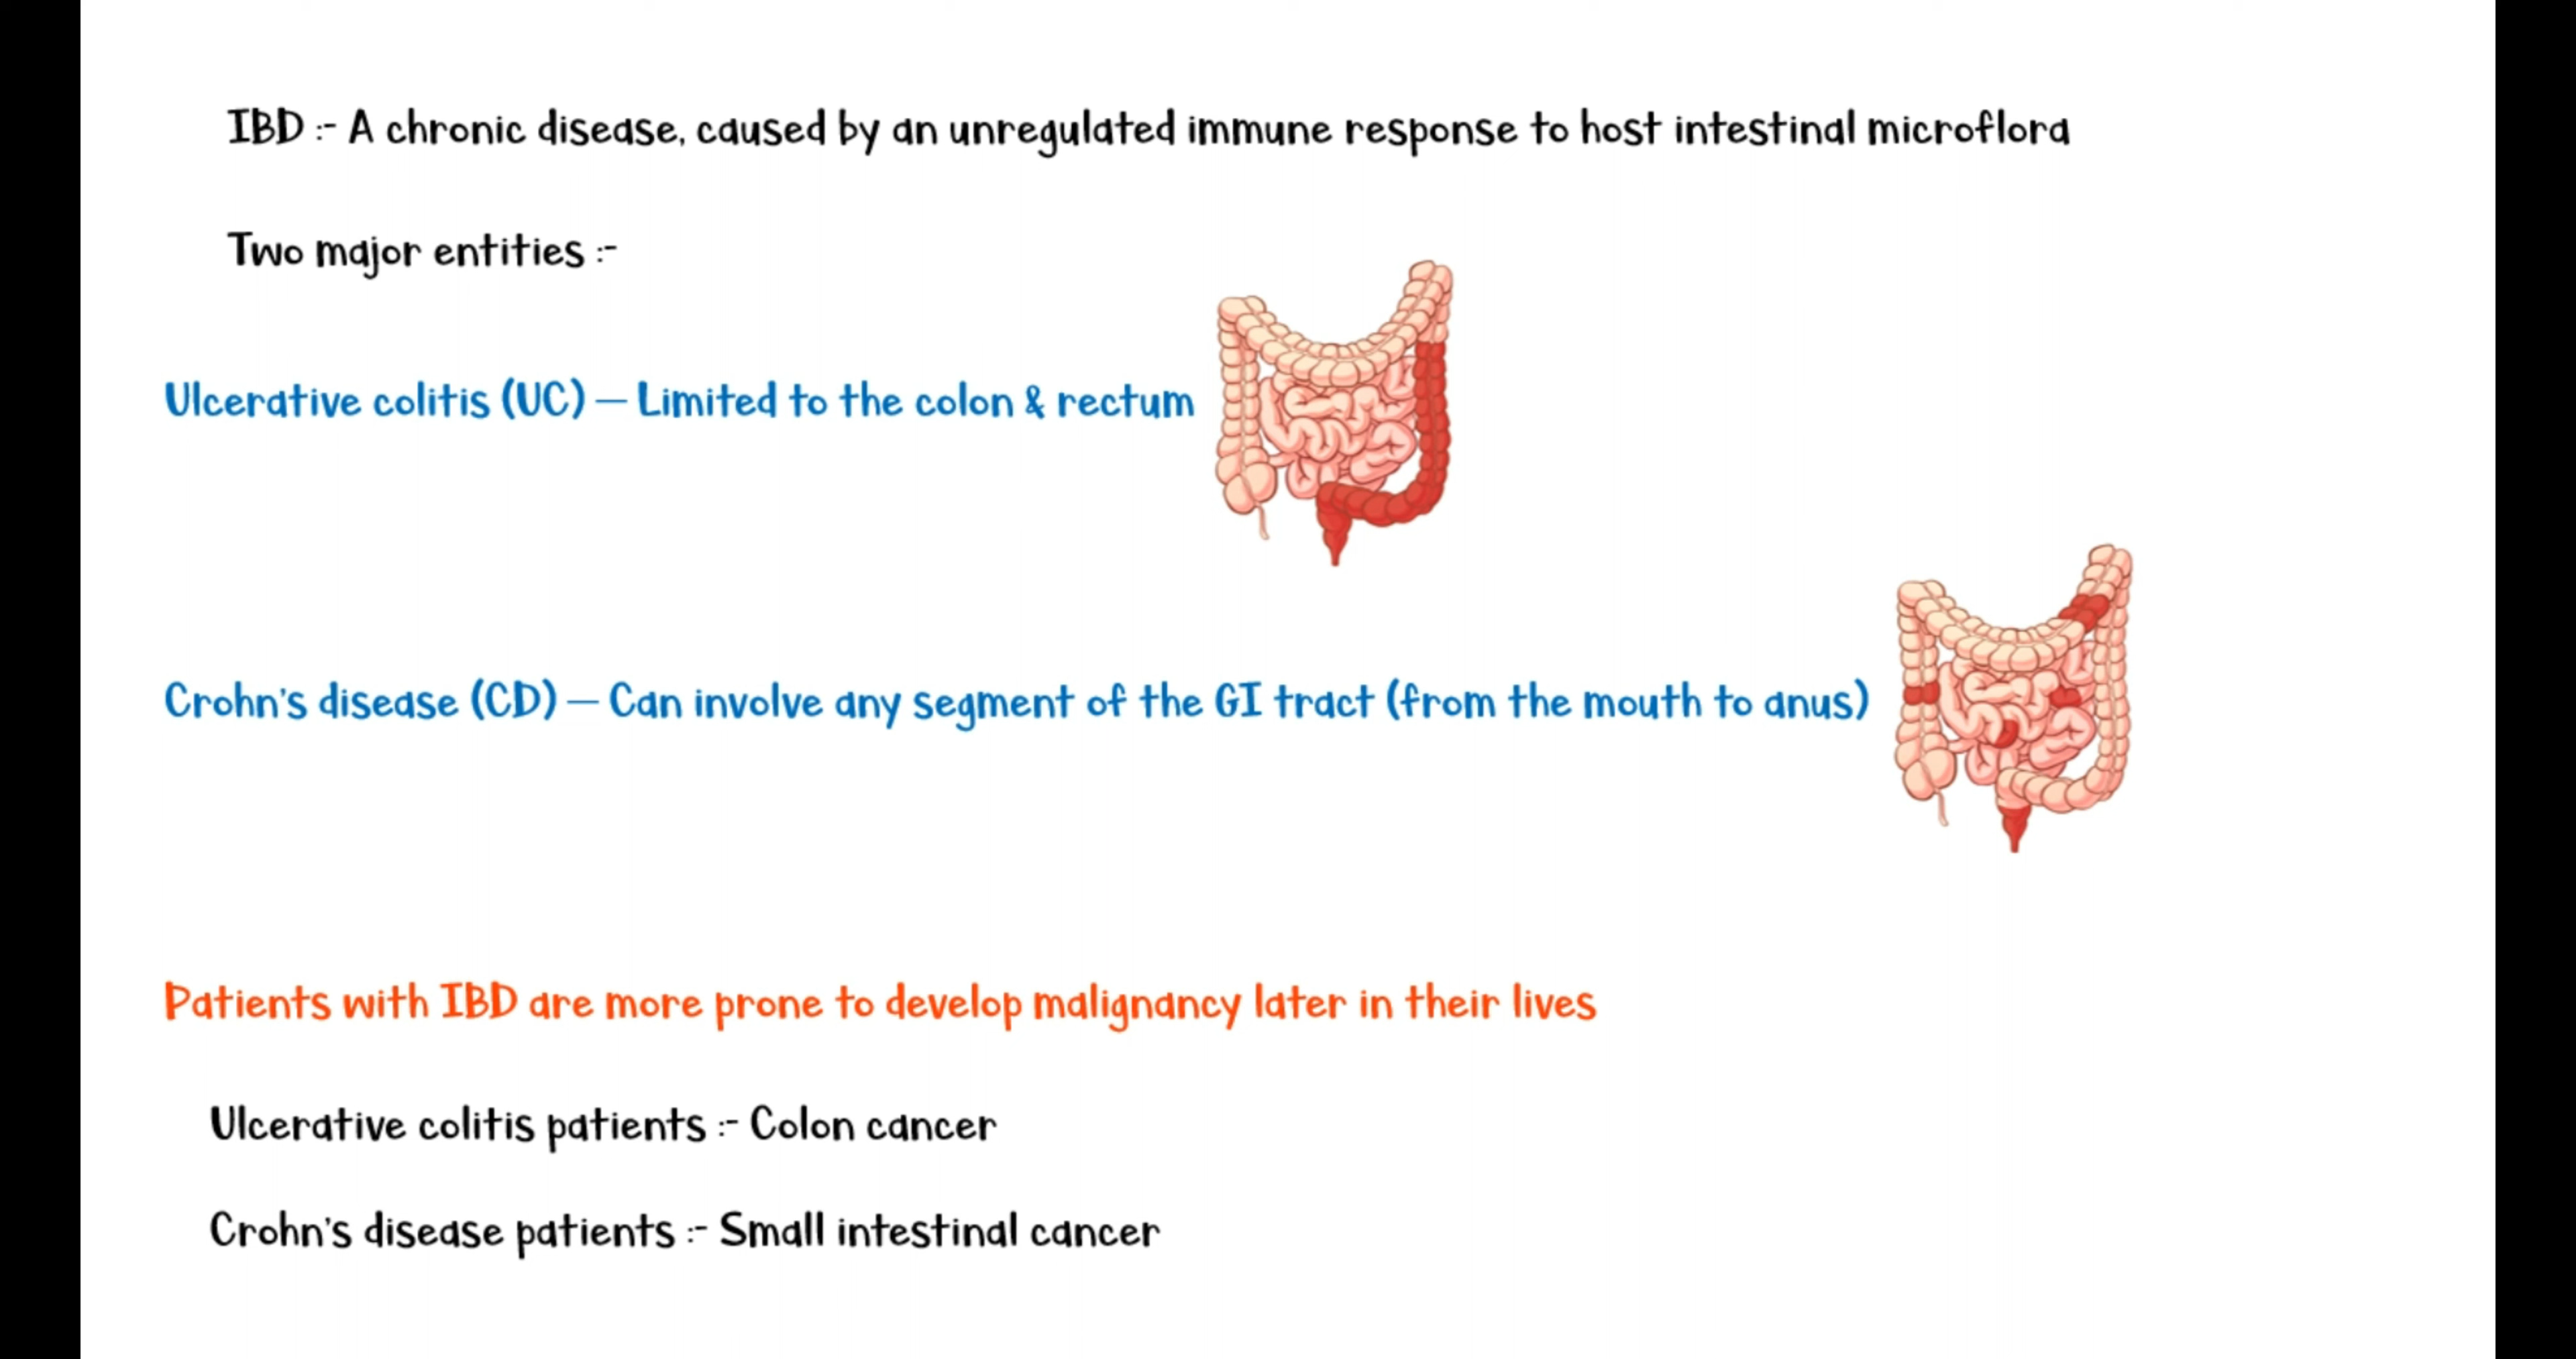 IBD :- A chronic disease, caused by an unregulated immune response to host intestinal microflora
Two major entities :-
Ulcerative colitis (UC) – Limited to the colon & rectum
Crohn's disease (CD) – Can involve any segment of the GI tract (from the mouth to anus)
Patients with IBD are more prone to develop malignancy later in their lives
Ulcerative colitis patients :- Colon cancer
Crohn's disease patients :- Small intestinal cancer